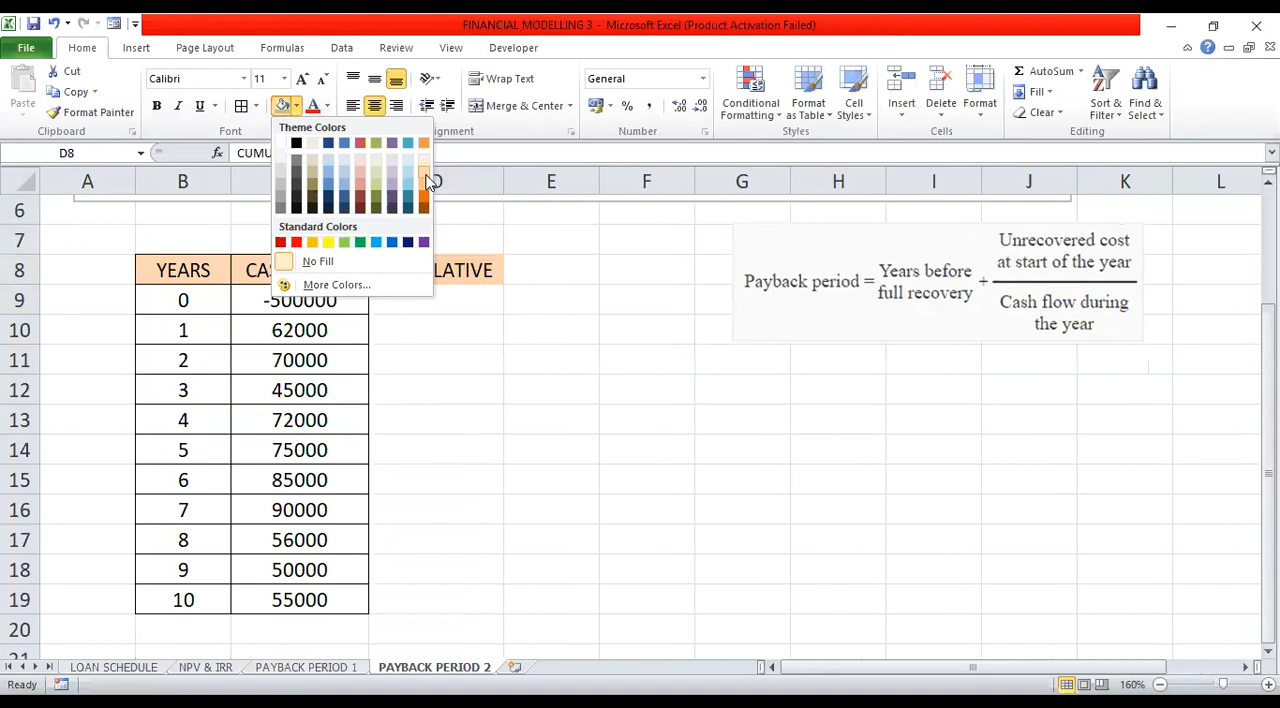 FINANCIAL MODELLING 3 - Microsoft Excel (Product Activation Failed)
File Home Insert Page Layout Formulas Data Review View Developer
Paste Cut Copy Format Painter Clipboard
Calibri 11 B I U A Font
Wrap Text Merge & Center
General % , Number
Conditional Formatting Format as Table Cell Styles Styles
Insert Delete Format Cells
Σ AutoSum Fill Clear Sort & Filter Find & Select Editing
Theme Colors
Standard Colors
No Fill
More Colors...
D8 fx
A B E F G H I J K L
6
7
8 YEARS
9 0 -500000
10 1 62000
11 2 70000
12 3 45000
13 4 72000
14 5 75000
15 6 85000
16 7 90000
17 8 56000
18 9 50000
19 10 55000
20
Payback period = Years before full recovery + Unrecovered cost at start of the year
Cash flow during the year
LOAN SCHEDULE NPV & IRR PAYBACK PERIOD 1 PAYBACK PERIOD 2
Ready 160%